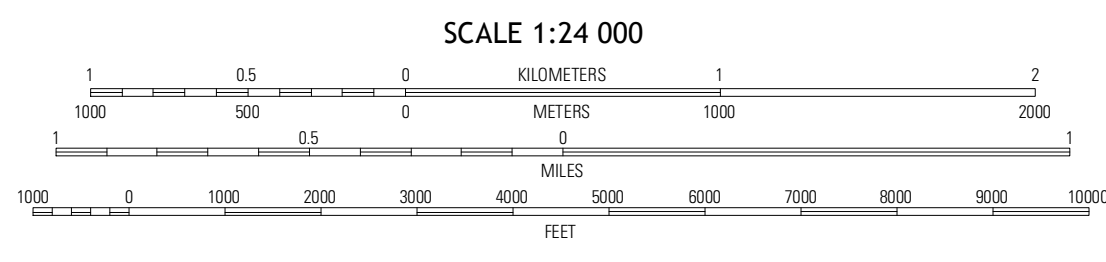 SCALE 1:24 000
1 0.5 0 KILOMETERS 1 2
1000 500 0 METERS 1000 2000
1 0.5 0 1
MILES
1000 0 1000 2000 3000 4000 5000 6000 7000 8000 9000 10000
FEET